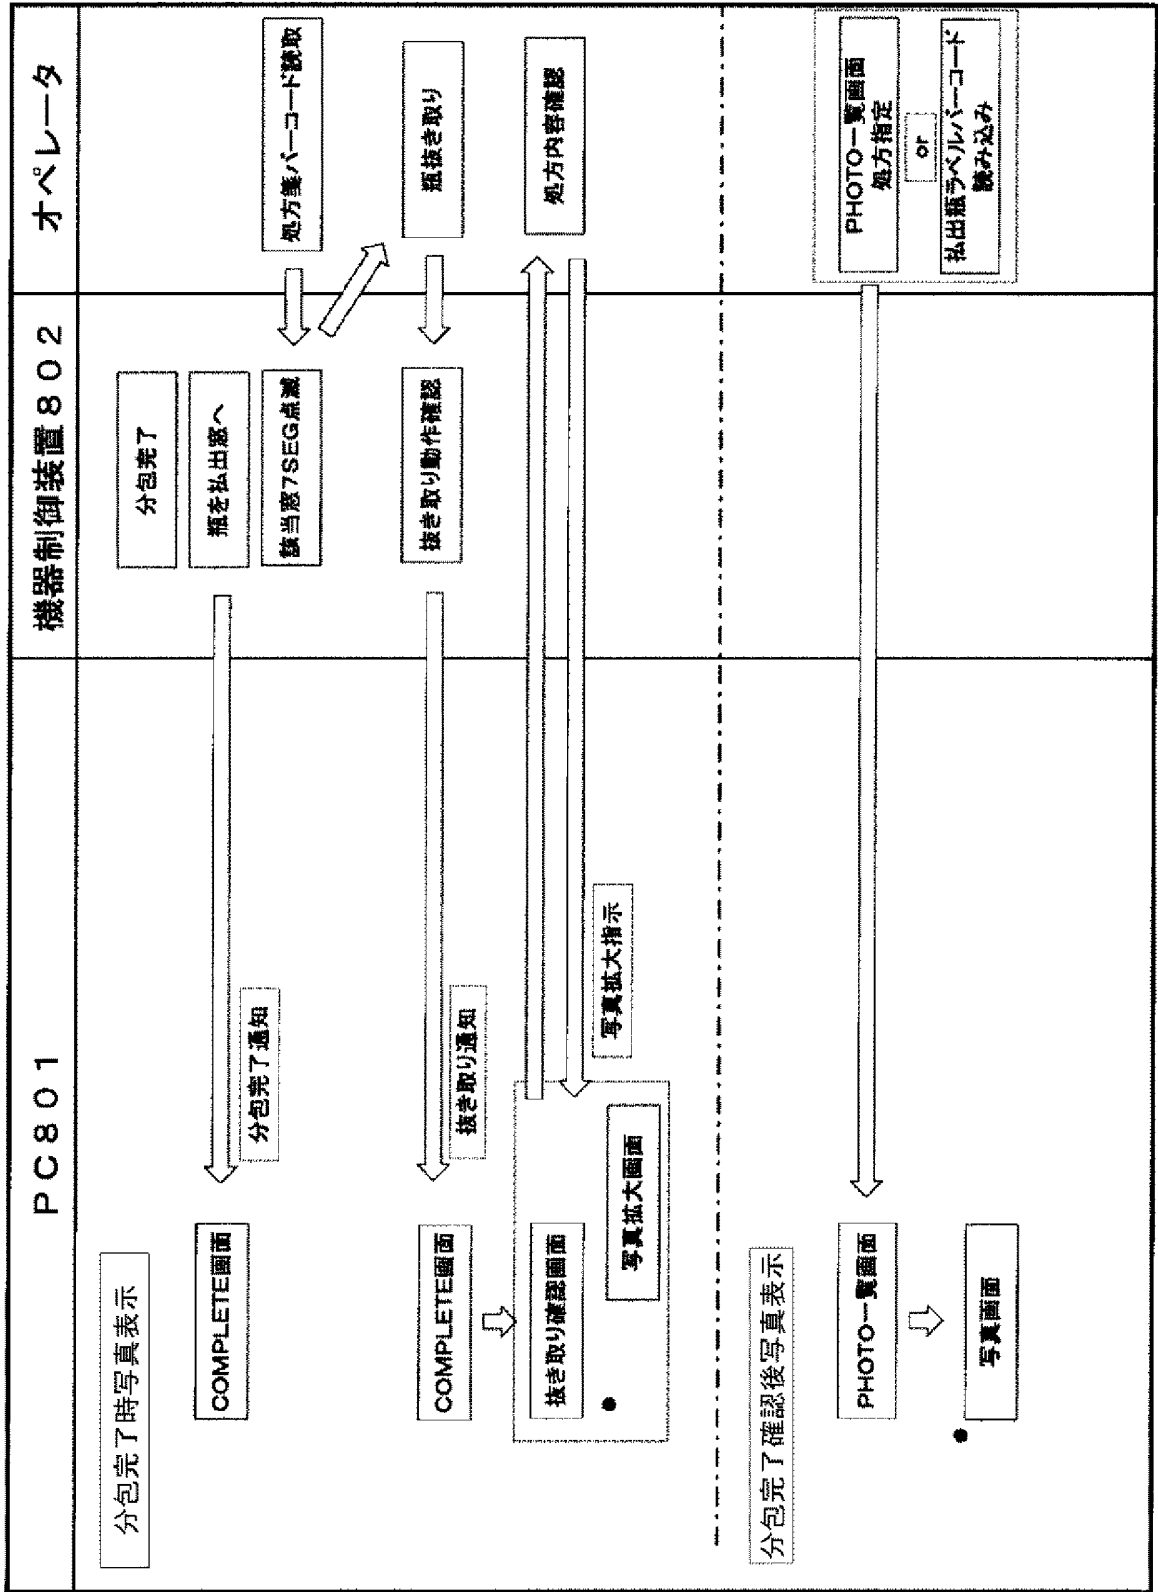 PC801
機器制御装置802
オペレータ
分包完了時写真表示
分包完了
瓶を払出窓へ
COMPLETE画面
分包完了通知
該当窓7SEG点滅
処方箋バーコード読取
瓶抜き取り
抜き取り動作確認
COMPLETE画面
抜き取り通知
抜き取り確認画面
処方内容確認
写真拡大指示
写真拡大画面
分包完了確認後写真表示
PHOTO一覧画面
PHOTO一覧画面
処方指定
or
払出瓶ラベルバーコード
読み込み
写真画面